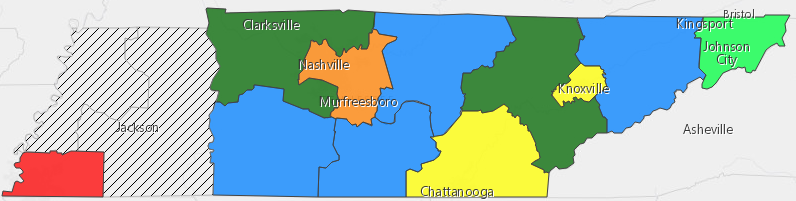 Bristol
Kingsport
Clarksville
Johnson
City
Nashville
Knoxville
Murfreesboro
Jackson
Asheville
Chattanooga